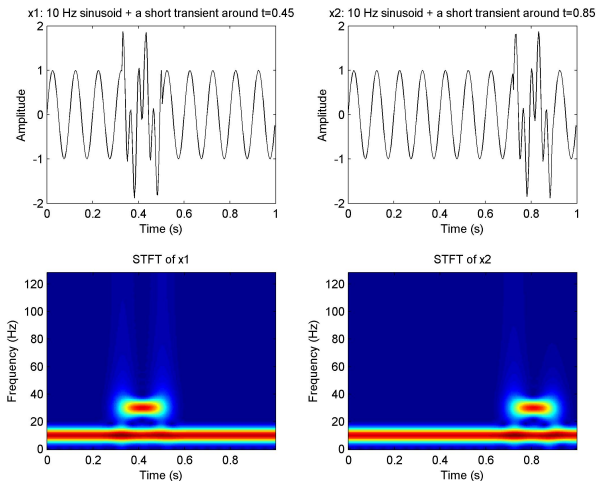 x1: 10 Hz sinusoid + a short transient around t=0.45
x2: 10 Hz sinusoid + a short transient around t=0.85
2
1
0
-1
-2
Amplitude
0 0.2 0.4 0.6 0.8 1
Time (s)
2
1
0
-1
-2
Amplitude
0 0.2 0.4 0.6 0.8 1
Time (s)
STFT of x1
120
100
80
60
40
20
0
Frequency (Hz)
0 0.2 0.4 0.6 0.8
Time (s)
STFT of x2
120
100
80
60
40
20
0
Frequency (Hz)
0 0.2 0.4 0.6 0.8
Time (s)